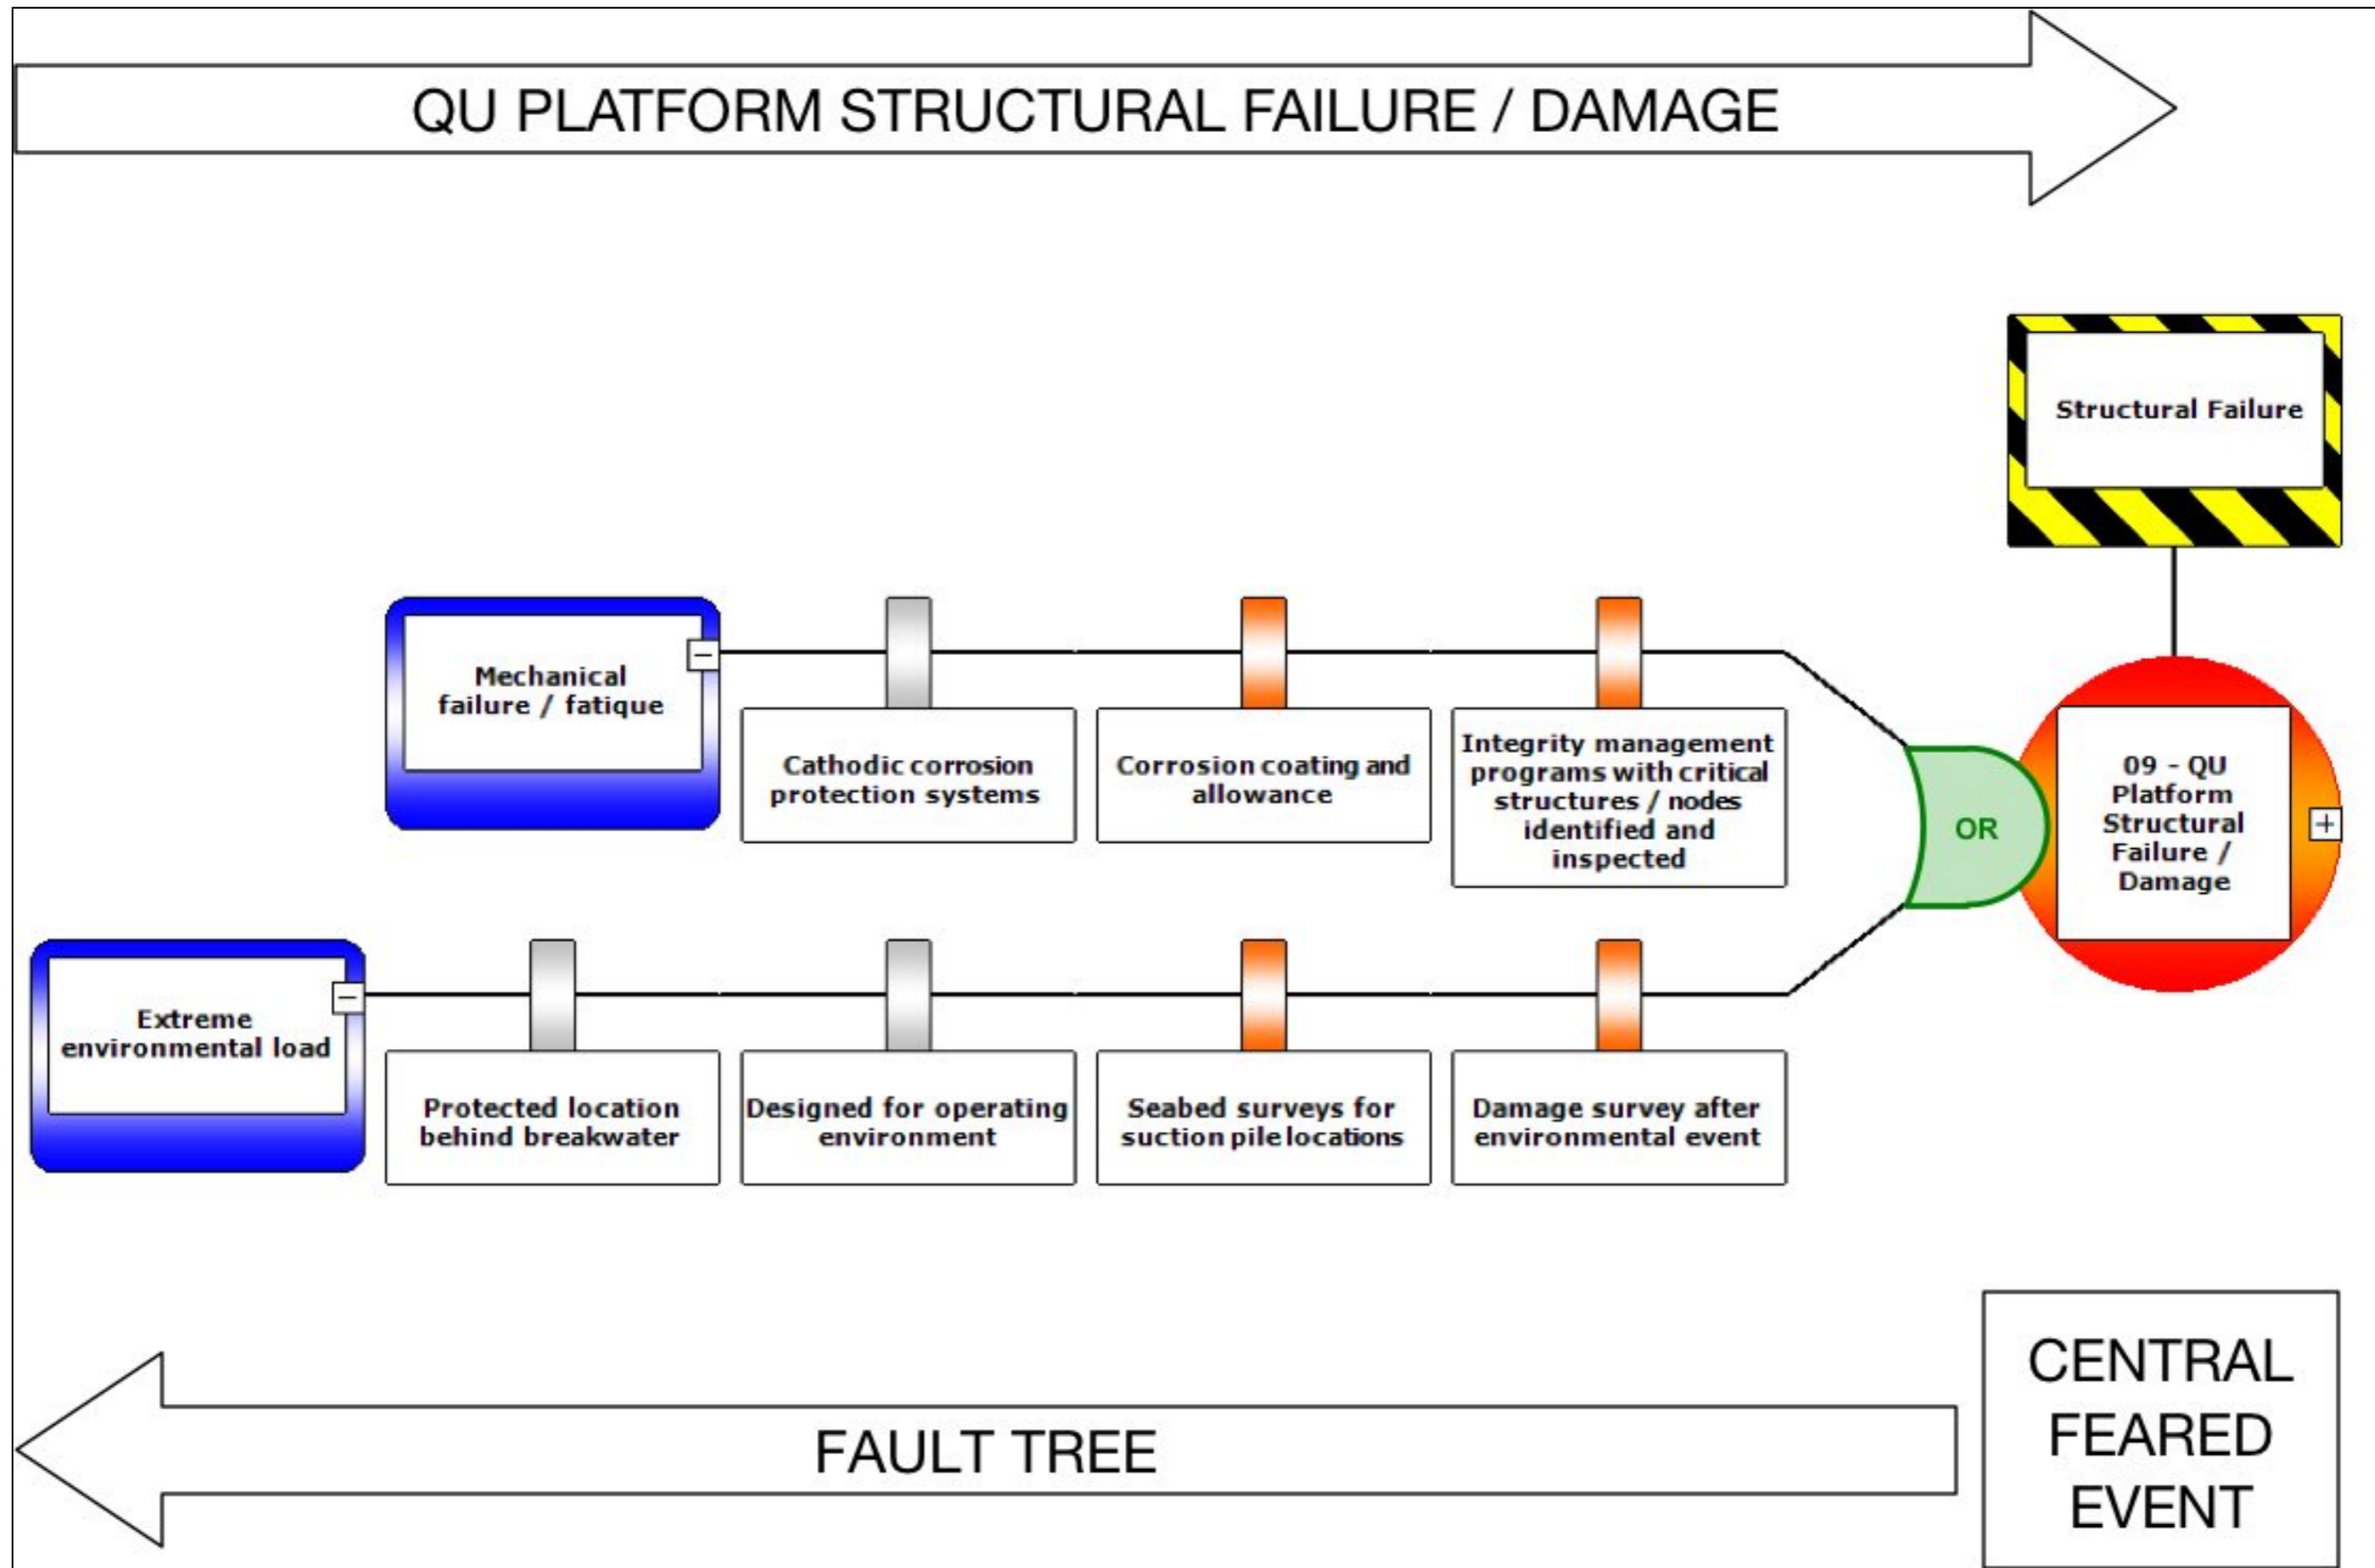 QU PLATFORM STRUCTURAL FAILURE / DAMAGE
Structural Failure
Mechanical
failure / fatique
Cathodic corrosion
protection systems
Corrosion coating and
allowance
Integrity management
programs with critical
structures / nodes
identified and
inspected
OR
09 - QU
Platform
Structural
Failure /
Damage
Extreme
environmental load
Protected location
behind breakwater
Designed for operating
environment
Seabed surveys for
suction pile locations
Damage survey after
environmental event
FAULT TREE
CENTRAL
FEARED
EVENT